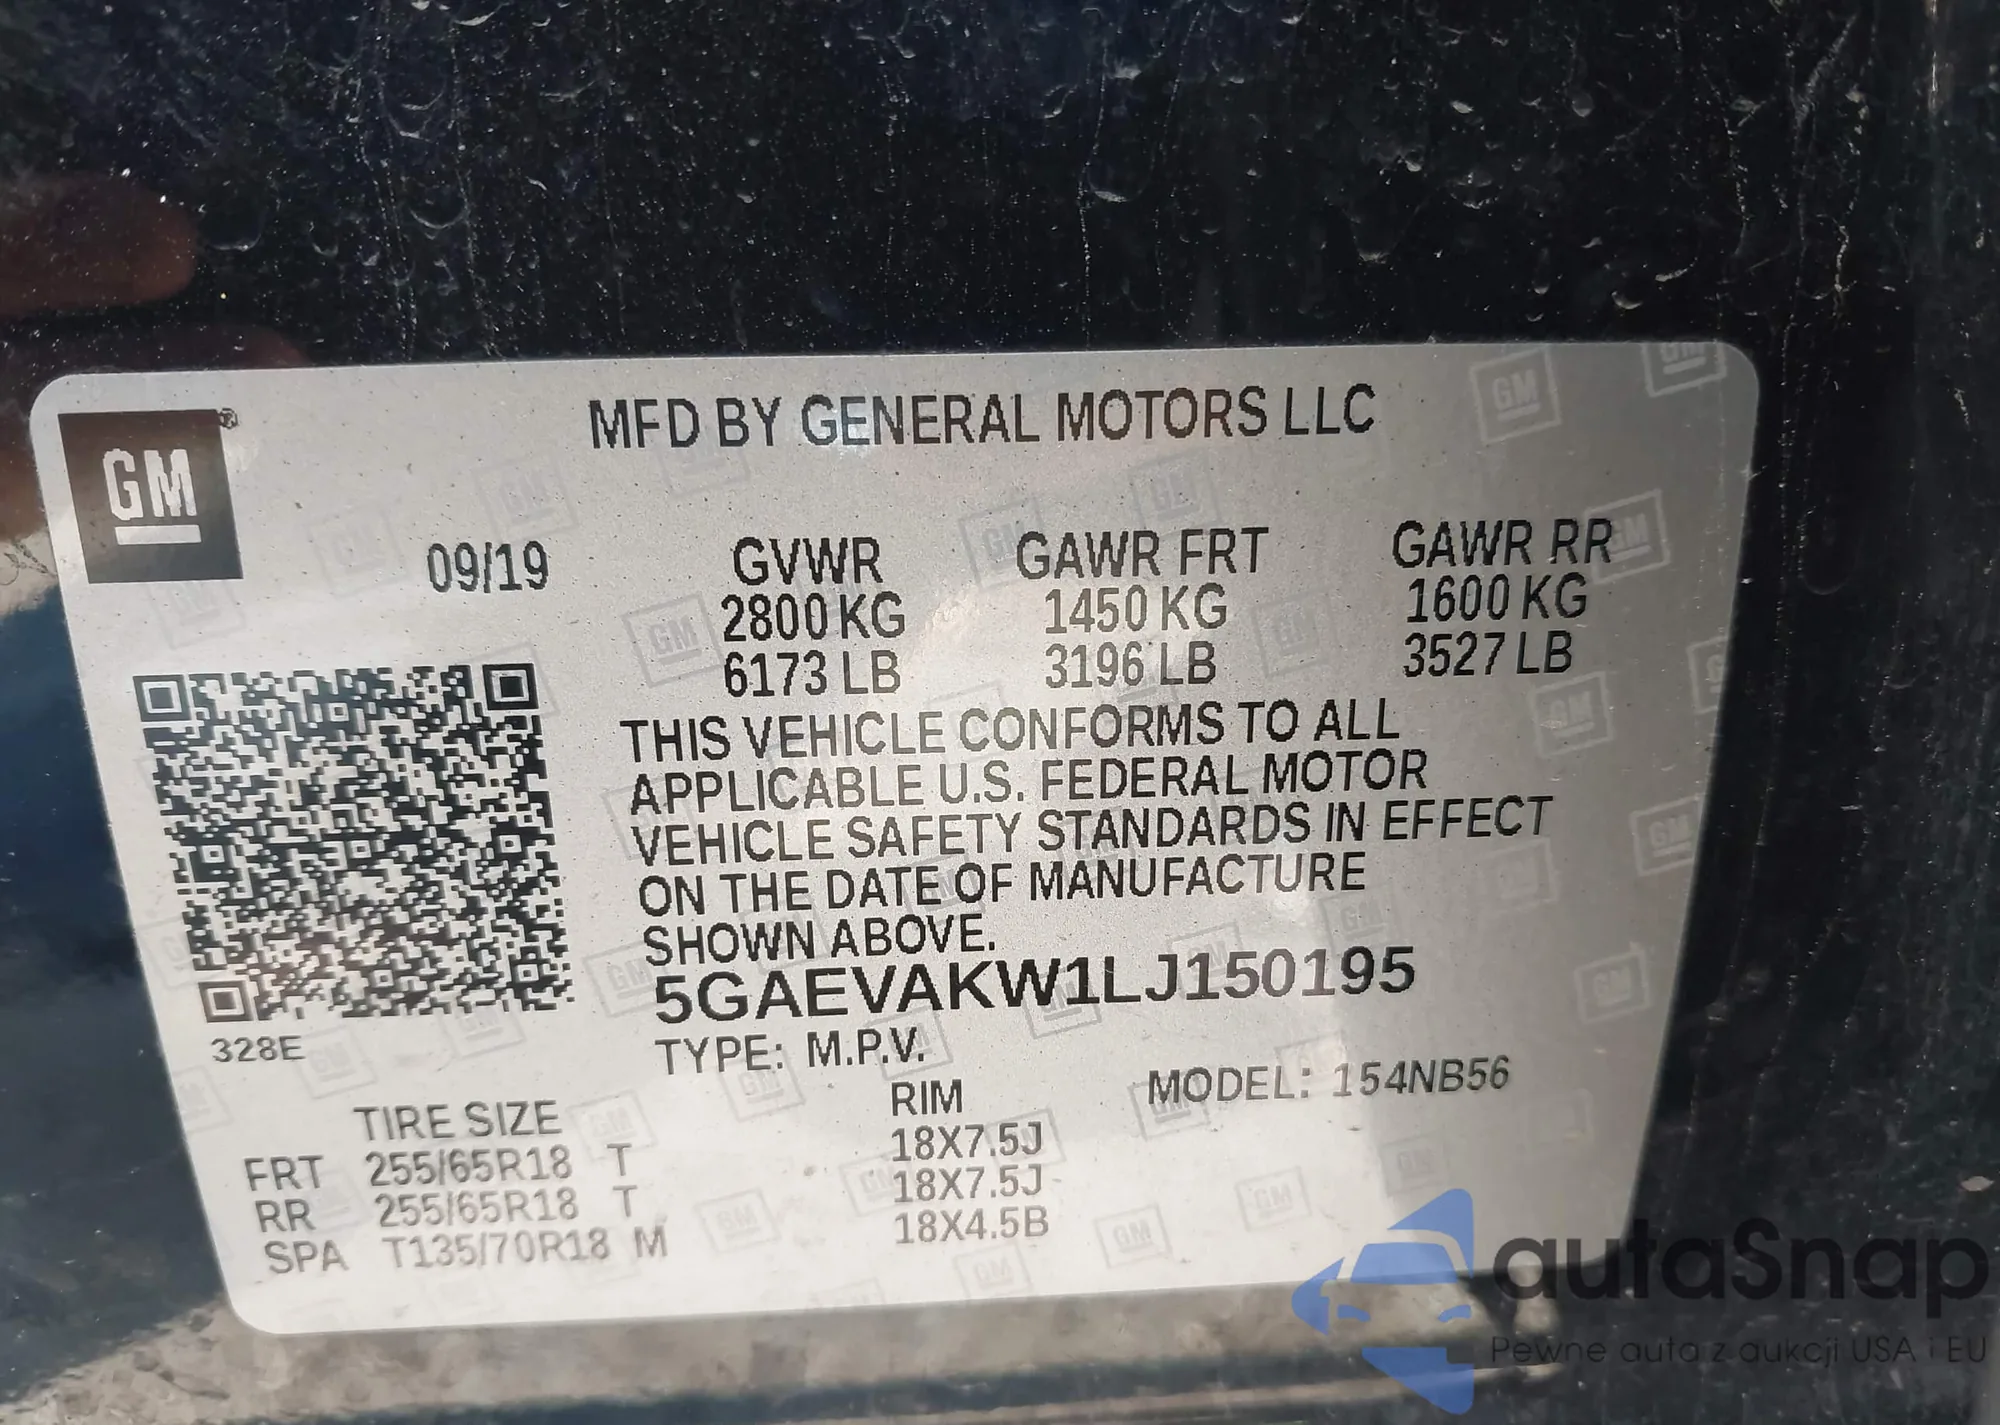 MFD BY GENERAL MOTORS LLC
GM®
09/19
GVWR GAWR FRT GAWR RR
2800 KG 1450 KG 1600 KG
6173 LB 3196 LB 3527 LB
THIS VEHICLE CONFORMS TO ALL
APPLICABLE U.S. FEDERAL MOTOR
VEHICLE SAFETY STANDARDS IN EFFECT
ON THE DATE OF MANUFACTURE
SHOWN ABOVE.
5GAEVAKW1LJ150195
328E
TYPE: M.P.V.
MODEL: 154NB56
TIRE SIZE RIM
FRT 255/65R18 T 18X7.5J
RR 255/65R18 T 18X7.5J
SPA T135/70R18 M 18X4.5B
autaSnap
Pewne auta z aukcji USA i EU